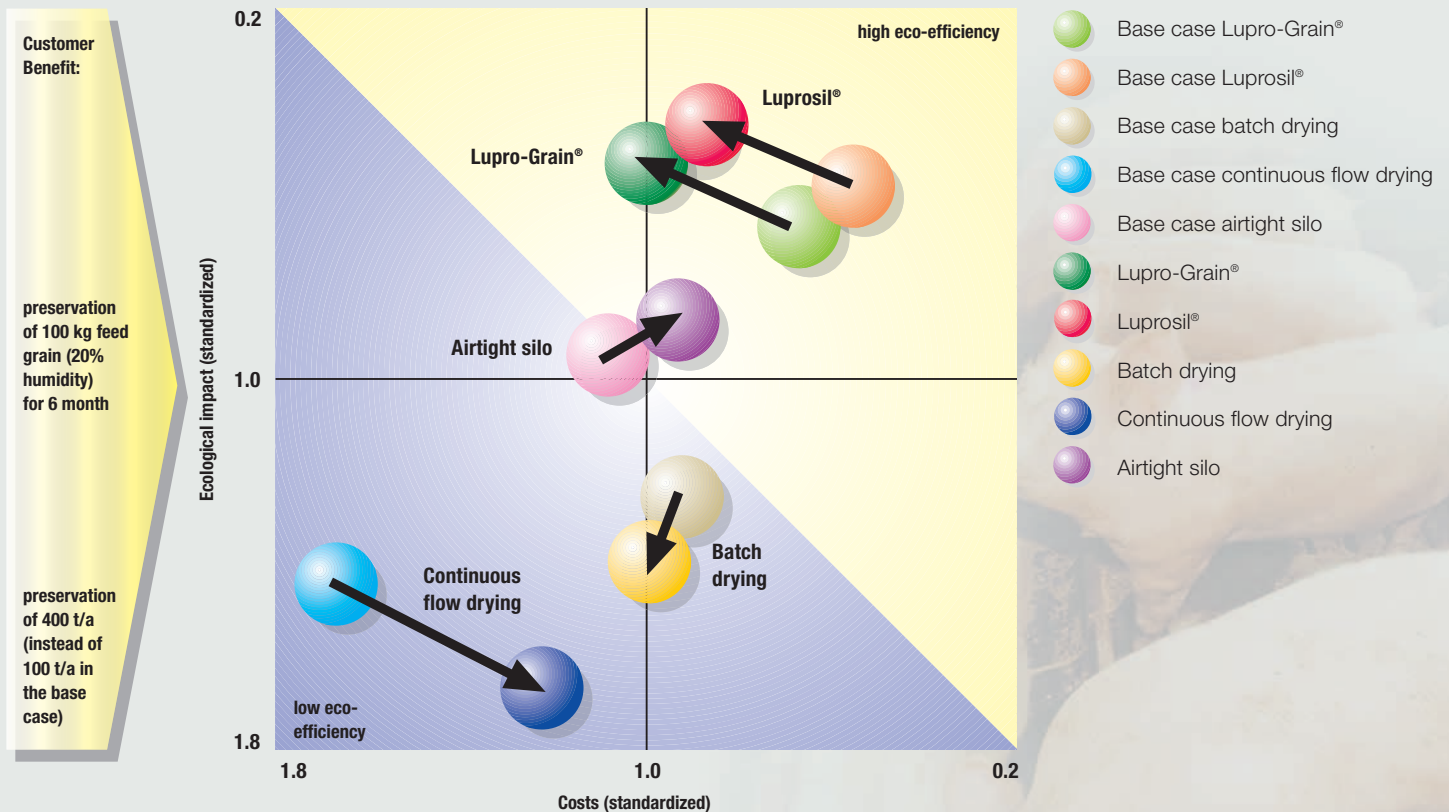 Customer
Benefit:
preservation
of 100 kg feed
grain (20%
humidity)
for 6 month
preservation
of 400 t/a
(instead of
100 t/a in
the base
case)
Ecological impact (standardized)
0.2
1.0
1.8
high eco-efficiency
Luprosil®
Lupro-Grain®
Airtight silo
Batch
drying
Continuous
flow drying
low eco-
efficiency
1.8
1.0
0.2
Costs (standardized)
Base case Lupro-Grain®
Base case Luprosil®
Base case batch drying
Base case continuous flow drying
Base case airtight silo
Lupro-Grain®
Luprosil®
Batch drying
Continuous flow drying
Airtight silo